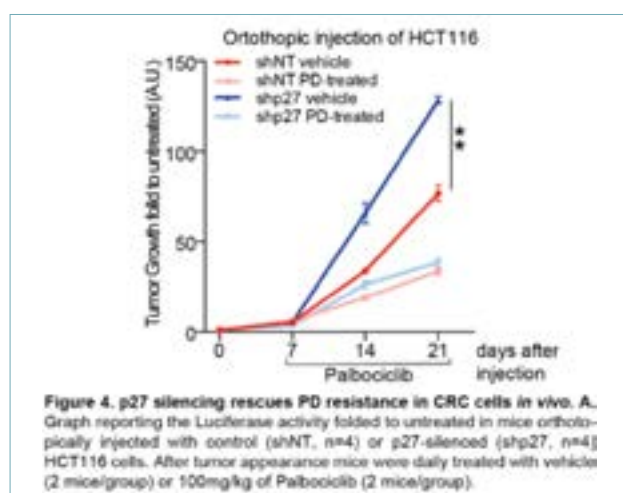 Ortothopic injection of HCT116
150
100
50
0
Tumor Growth fold to untreated (A.U.)
shNT vehicle
shNT PD-treated
shp27 vehicle
shp27 PD-treated
**
0 7 14 21 days after
Palbociclib injection
Figure 4. p27 silencing rescues PD resistance in CRC cells in vivo. A.
Graph reporting the Luciferase activity folded to untreated in mice orthoto-
pically injected with control (shNT, n=4) or p27-silenced (shp27, n=4]
HCT116 cells. After tumor appearance mice were daily treated with vehicle
(2 mice/group) or 100mg/kg of Palbociclib (2 mice/group).